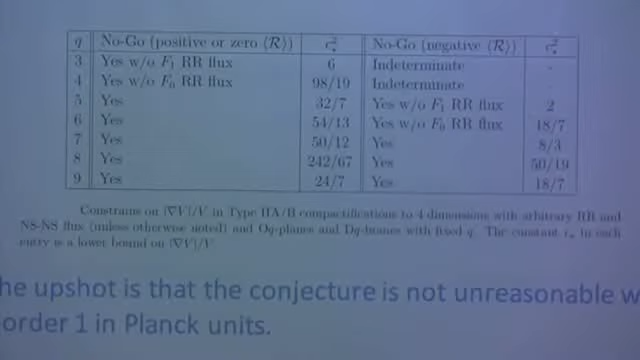 q No-Go (positive or zero ⟨R⟩) c²⁎ No-Go (negative ⟨R⟩) c²⁎
3 Yes w/o F₁ RR flux 6 Indeterminate -
4 Yes w/o F₀ RR flux 98/19 Indeterminate -
5 Yes 32/7 Yes w/o F₁ RR flux 2
6 Yes 54/13 Yes w/o F₀ RR flux 18/7
7 Yes 50/12 Yes 8/3
8 Yes 242/67 Yes 50/19
9 Yes 24/7 Yes 18/7
Constrains on |∇V|/V in Type IIA/B compactifications to 4 dimensions with arbitrary RR and
NS-NS flux (unless otherwise noted) and Oq-planes and Dq-branes with fixed q. The constant c⁎ in each
entry is a lower bound on |∇V|/V
he upshot is that the conjecture is not unreasonable w
order 1 in Planck units.